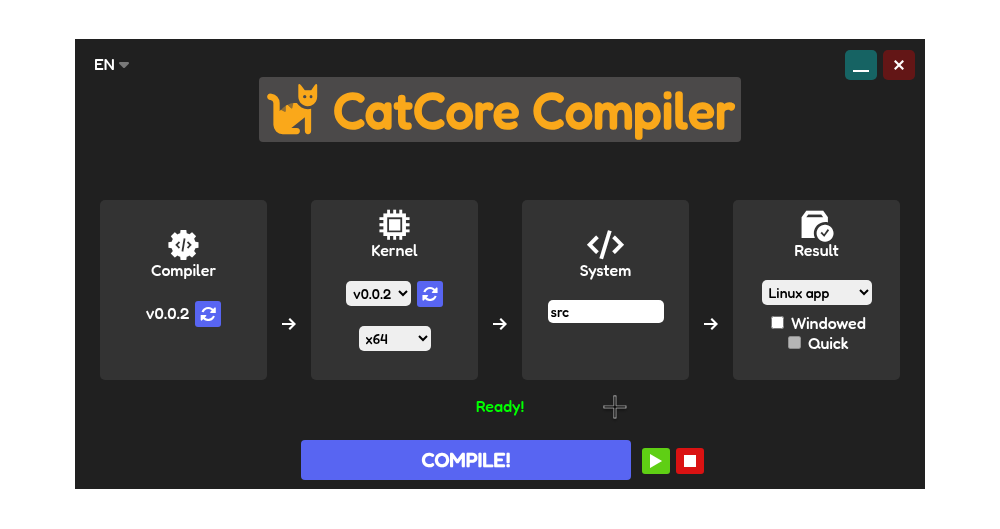 EN
CatCore Compiler
Compiler
v0.0.2
Kernel
v0.0.2
x64
System
src
Result
Linux app
Windowed
Quick
Ready!
COMPILE!